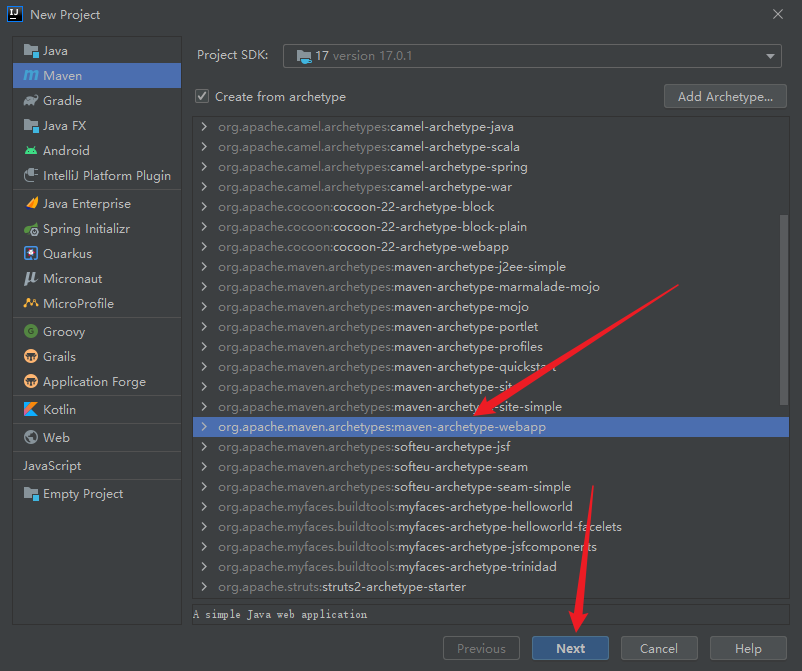 New Project
Java
Maven
Gradle
Java FX
Android
IntelliJ Platform Plugin
Java Enterprise
Spring Initializr
Quarkus
Micronaut
MicroProfile
Groovy
Grails
Application Forge
Kotlin
Web
JavaScript
Empty Project
Project SDK: 17 version 17.0.1
Create from archetype Add Archetype...
org.apache.camel.archetypes:camel-archetype-java
org.apache.camel.archetypes:camel-archetype-scala
org.apache.camel.archetypes:camel-archetype-spring
org.apache.camel.archetypes:camel-archetype-war
org.apache.cocoon:cocoon-22-archetype-block
org.apache.cocoon:cocoon-22-archetype-block-plain
org.apache.cocoon:cocoon-22-archetype-webapp
org.apache.maven.archetypes:maven-archetype-j2ee-simple
org.apache.maven.archetypes:maven-archetype-marmalade-mojo
org.apache.maven.archetypes:maven-archetype-mojo
org.apache.maven.archetypes:maven-archetype-portlet
org.apache.maven.archetypes:maven-archetype-profiles
org.apache.maven.archetypes:maven-archetype-quickstart
org.apache.maven.archetypes:maven-archetype-site
org.apache.maven.archetypes:maven-archetype-site-simple
org.apache.maven.archetypes:maven-archetype-webapp
org.apache.maven.archetypes:softeu-archetype-jsf
org.apache.maven.archetypes:softeu-archetype-seam
org.apache.maven.archetypes:softeu-archetype-seam-simple
org.apache.myfaces.buildtools:myfaces-archetype-helloworld
org.apache.myfaces.buildtools:myfaces-archetype-helloworld-facelets
org.apache.myfaces.buildtools:myfaces-archetype-jsfcomponents
org.apache.myfaces.buildtools:myfaces-archetype-trinidad
org.apache.struts:struts2-archetype-starter
A simple Java web application
Previous Next Cancel Help